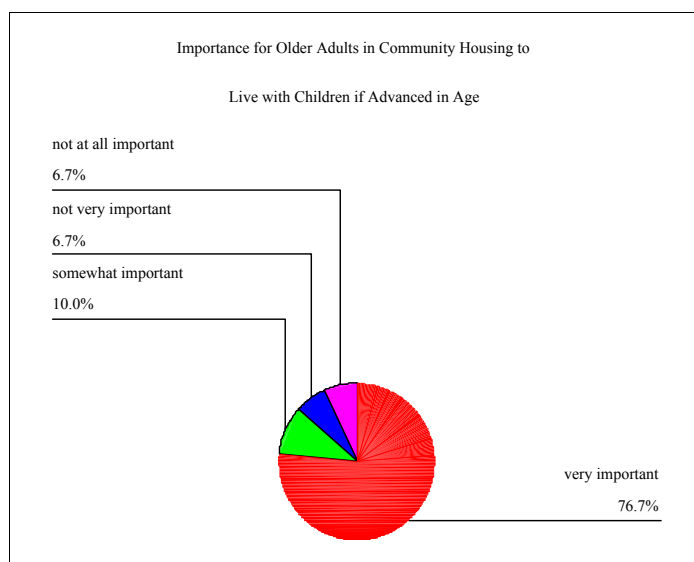 Importance for Older Adults in Community Housing to
Live with Children if Advanced in Age
not at all important
6.7%
not very important
6.7%
somewhat important
10.0%
very important
76.7%